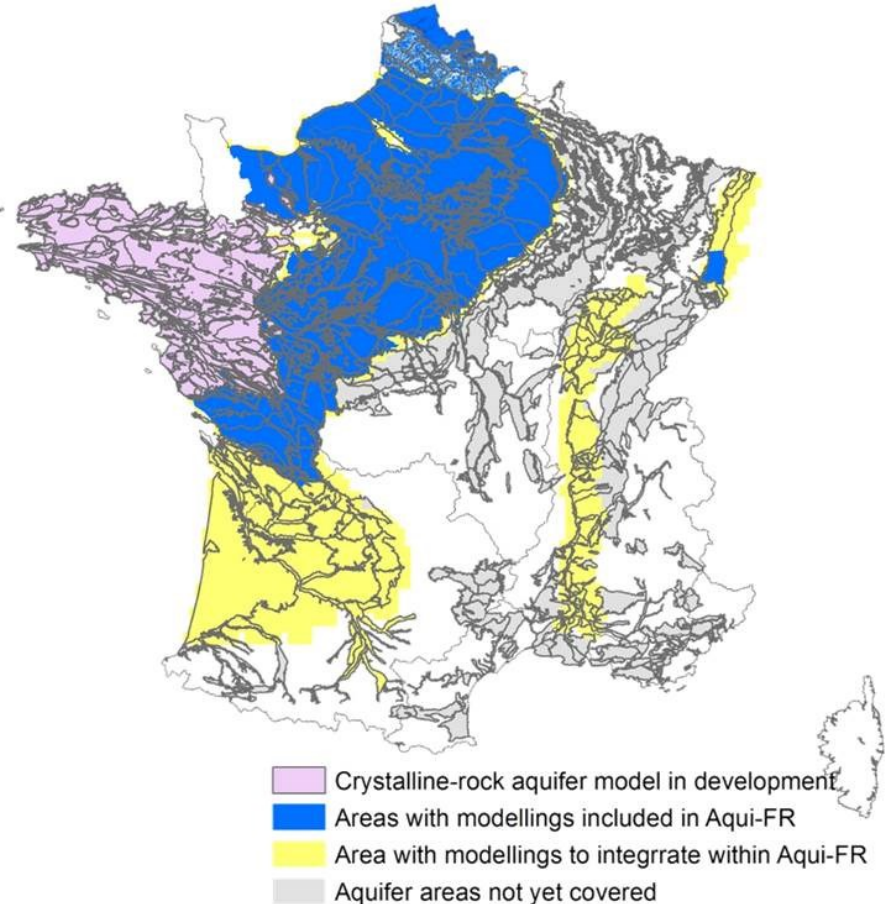 Crystalline-rock aquifer model in development
Areas with modellings included in Aqui-FR
Area with modellings to integrrate within Aqui-FR
Aquifer areas not yet covered